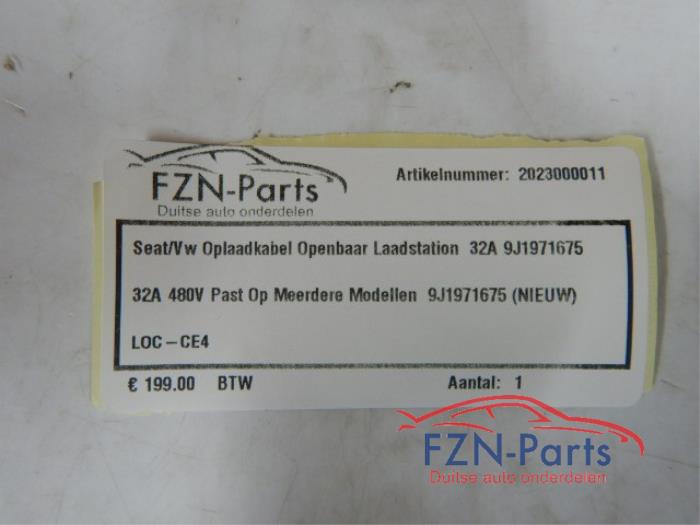 FZN-Parts
Duitse auto onderdelen
Artikelnummer: 2023000011
Seat/Vw Oplaadkabel Openbaar Laadstation 32A 9J1971675
32A 480V Past Op Meerdere Modellen 9J1971675 (NIEUW)
LOC-CE4
€ 199.00 BTW
Aantal: 1
FZN-Parts
Duitse auto onderdelen